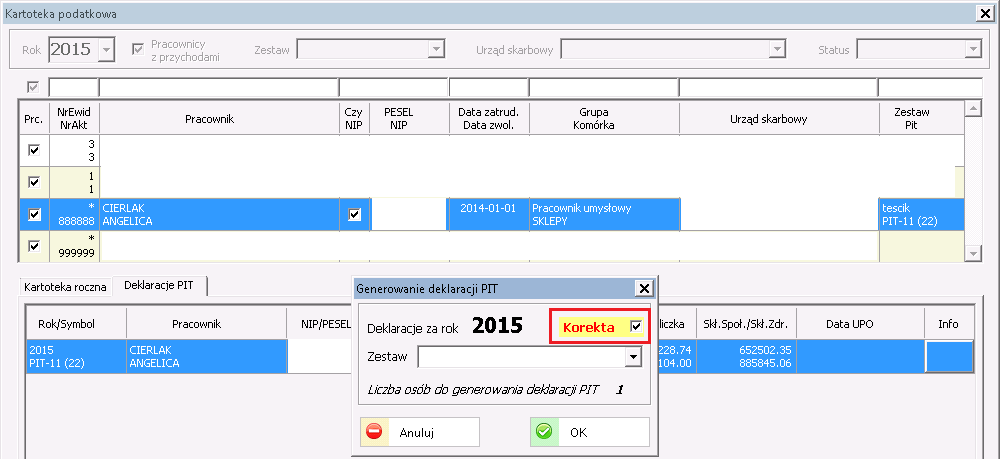 Kartoteka podatkowa
Rok 2015 Pracownicy z przychodami Zestaw Urząd skarbowy Status
Prc. NrEwid NrAkt Pracownik Czy NIP PESEL NIP Data zatrud. Data zwol. Grupa Komórka Urząd skarbowy Zestaw Pit
3
3
1
1
* CIERLAK 2014-01-01 Pracownik umysłowy tescik
888888 ANGELICA SKLEPY PIT-11 (22)
*
999999
Kartoteka roczna Deklaracje PIT
Rok/Symbol Pracownik NIP/PESEL liczka Skł.Społ./Skł.Zdr. Data UPO Info
2015 CIERLAK 228.74 652502.35
PIT-11 (22) ANGELICA 104.00 885845.06
Generowanie deklaracji PIT
Deklaracje za rok 2015 Korekta
Zestaw
Liczba osób do generowania deklaracji PIT 1
Anuluj OK